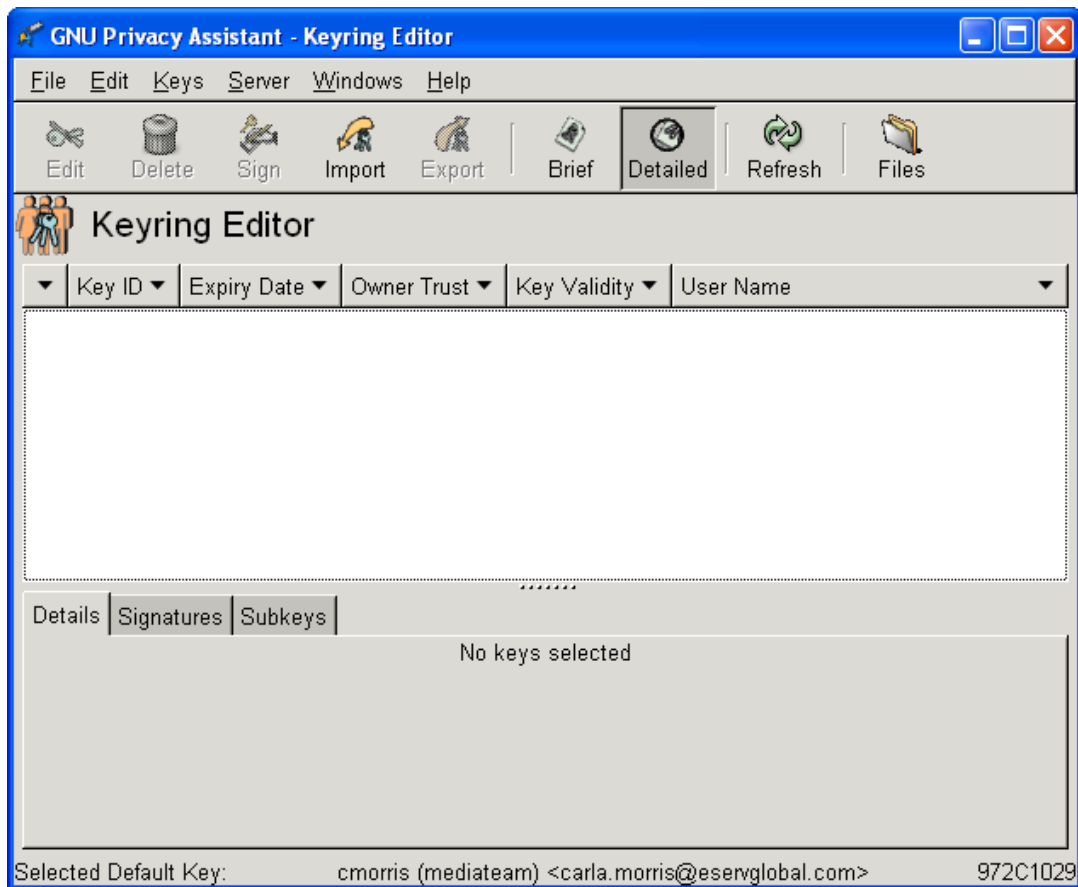 GNU Privacy Assistant - Keyring Editor
File Edit Keys Server Windows Help
Edit Delete Sign Import Export Brief Detailed Refresh Files
Keyring Editor
Key ID Expiry Date Owner Trust Key Validity User Name
Details Signatures Subkeys
No keys selected
Selected Default Key: cmorris (mediateam) <carla.morris@eservglobal.com> 972C1029